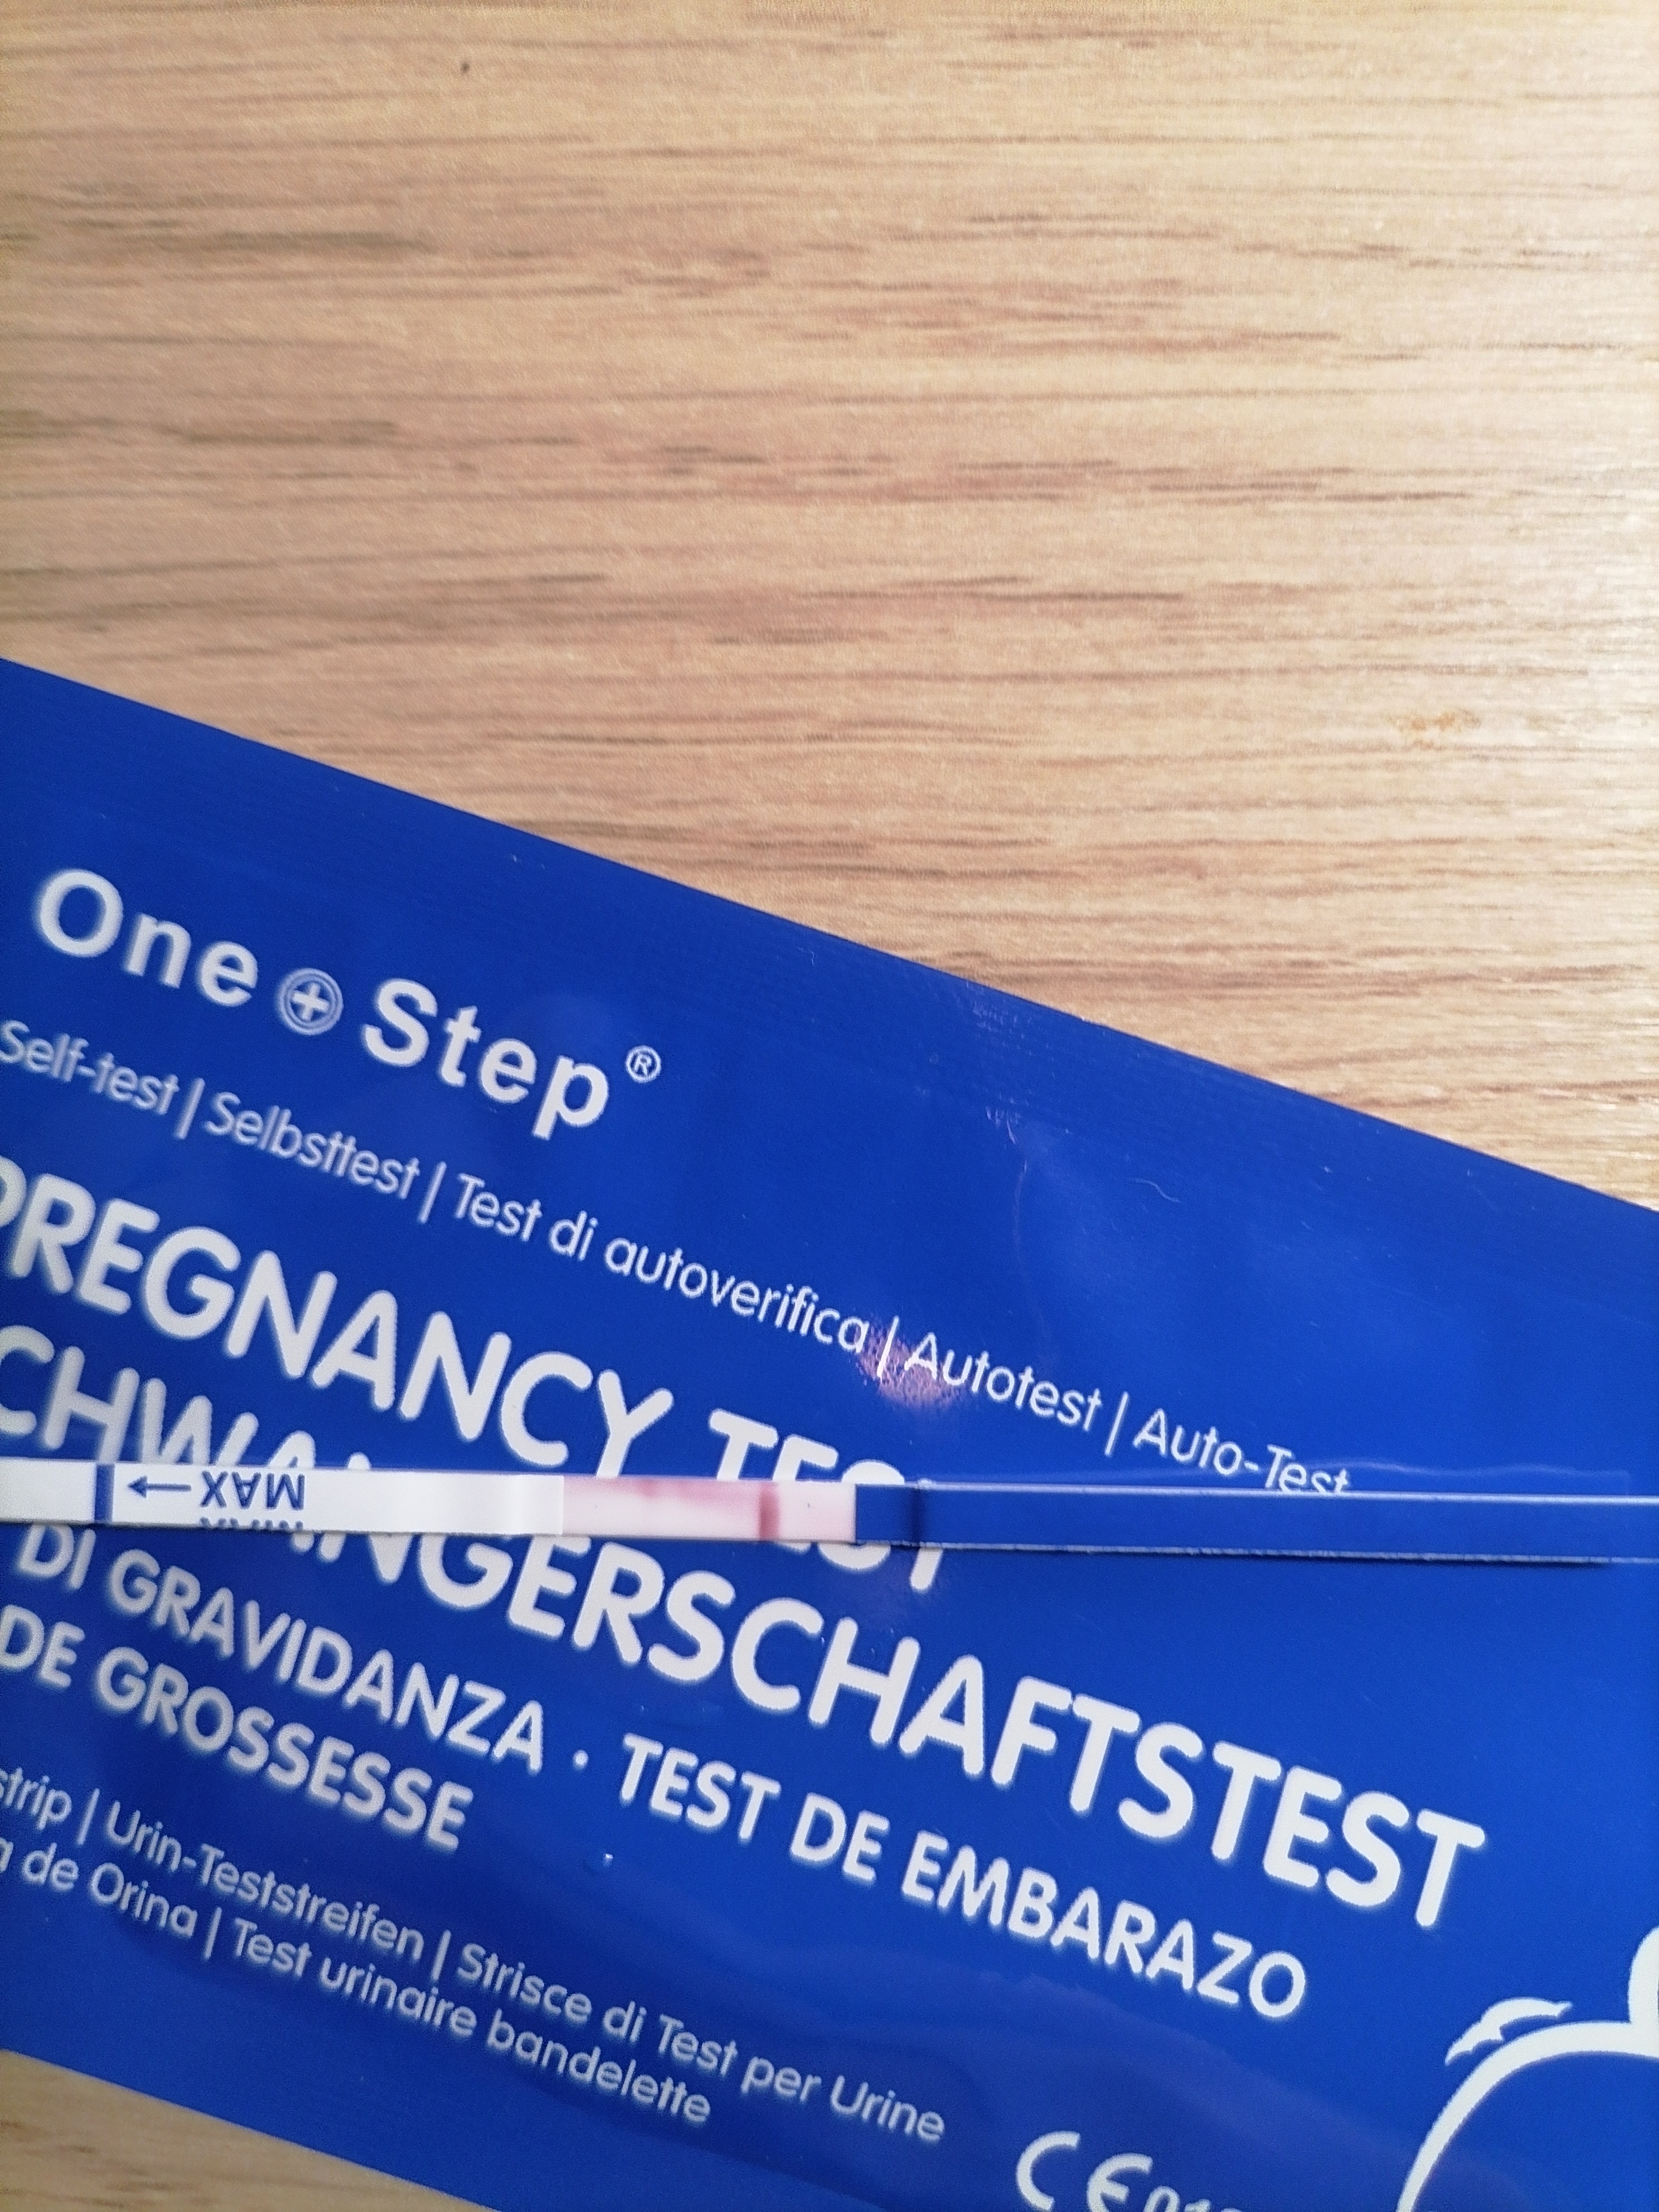 One Step®
Self-test | Selbsttest | Test di autoverifica | Autotest | Auto-Test
PREGNANCY TEST
MAX
CHWANGERSCHAFTSTEST
DI GRAVIDANZA · TEST DE EMBARAZO
DE GROSSESSE
strip | Urin-Teststreifen | Strisce di Test per Urine
a de Orina | Test urinaire bandelette
CE